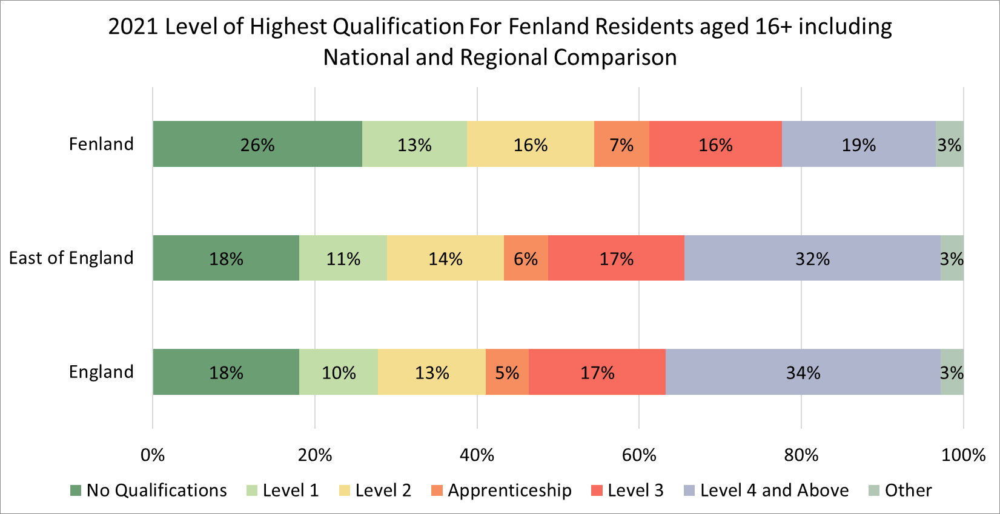 2021 Level of Highest Qualification For Fenland Residents aged 16+ including
National and Regional Comparison
Fenland
26% 13% 16% 7% 16% 19% 3%
East of England
18% 11% 14% 6% 17% 32% 3%
England
18% 10% 13% 5% 17% 34% 3%
0% 20% 40% 60% 80% 100%
No Qualifications Level 1 Level 2 Apprenticeship Level 3 Level 4 and Above Other